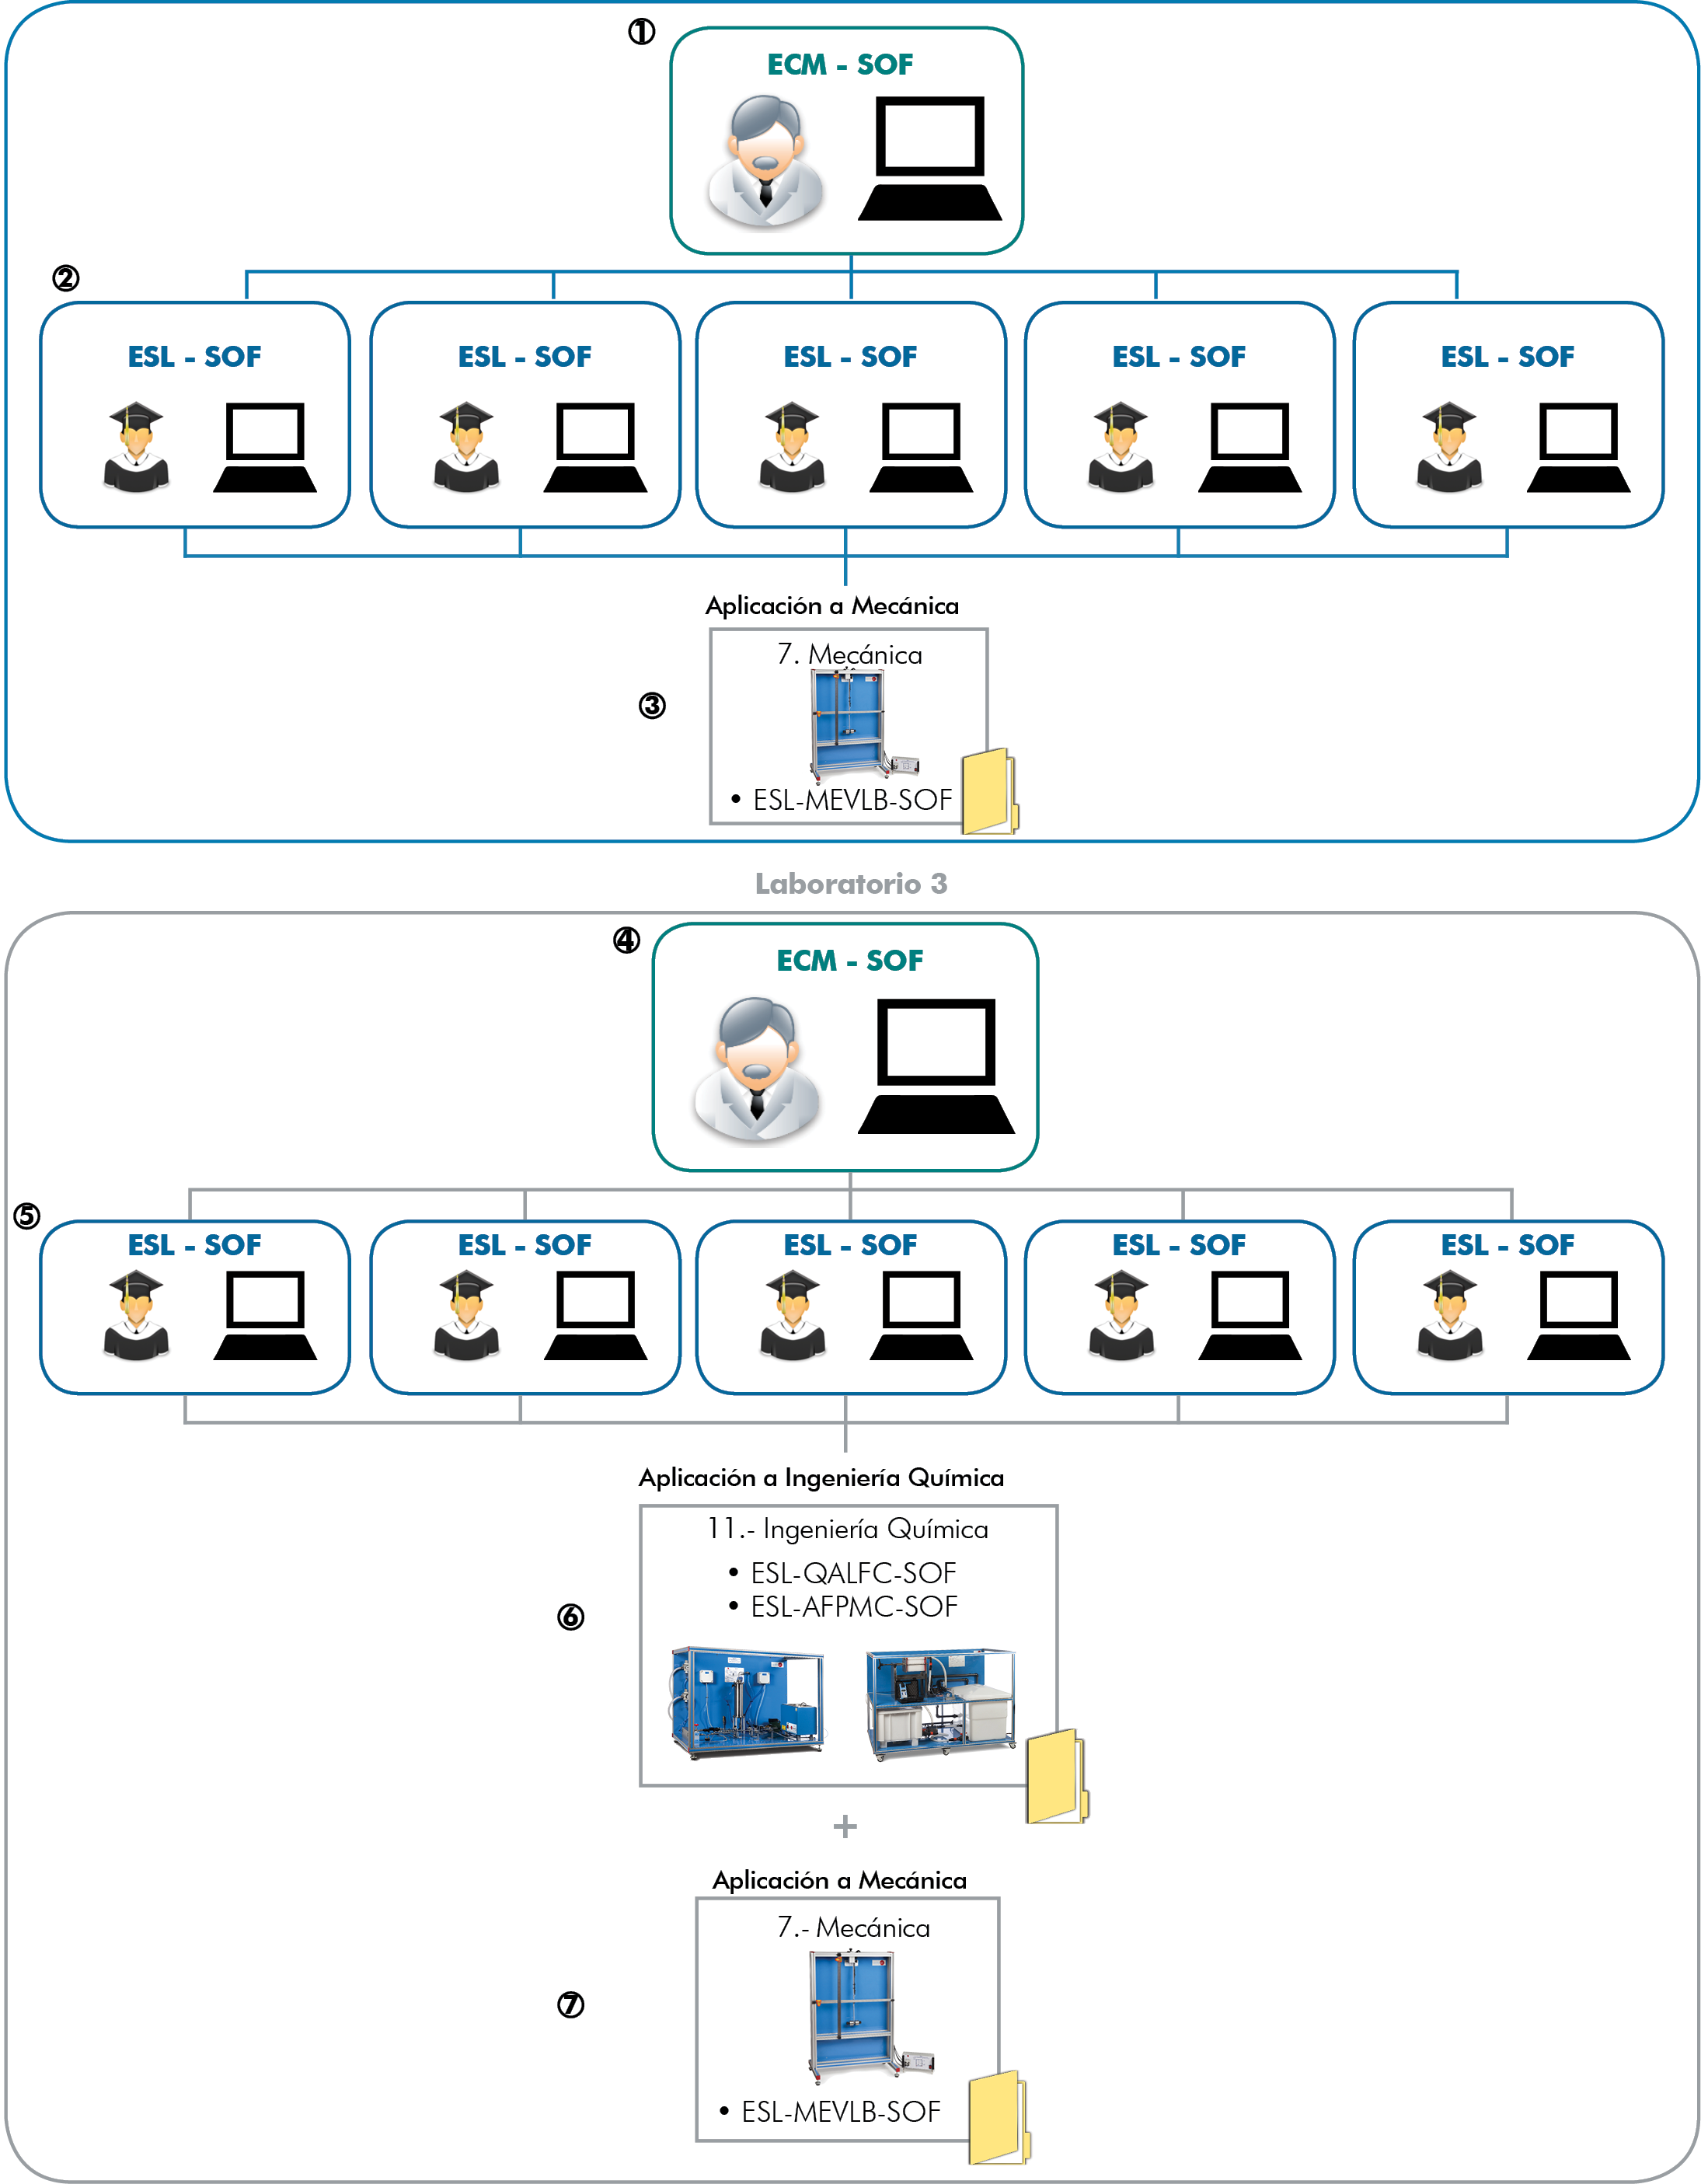 ①
ECM - SOF
②
ESL - SOF
ESL - SOF
ESL - SOF
ESL - SOF
ESL - SOF
Aplicación a Mecánica
7. Mecánica
③
• ESL-MEVLB-SOF
Laboratorio 3
④
ECM - SOF
⑤
ESL - SOF
ESL - SOF
ESL - SOF
ESL - SOF
ESL - SOF
Aplicación a Ingeniería Química
11.- Ingeniería Química
• ESL-QALFC-SOF
• ESL-AFPMC-SOF
⑥
+
Aplicación a Mecánica
7.- Mecánica
⑦
• ESL-MEVLB-SOF